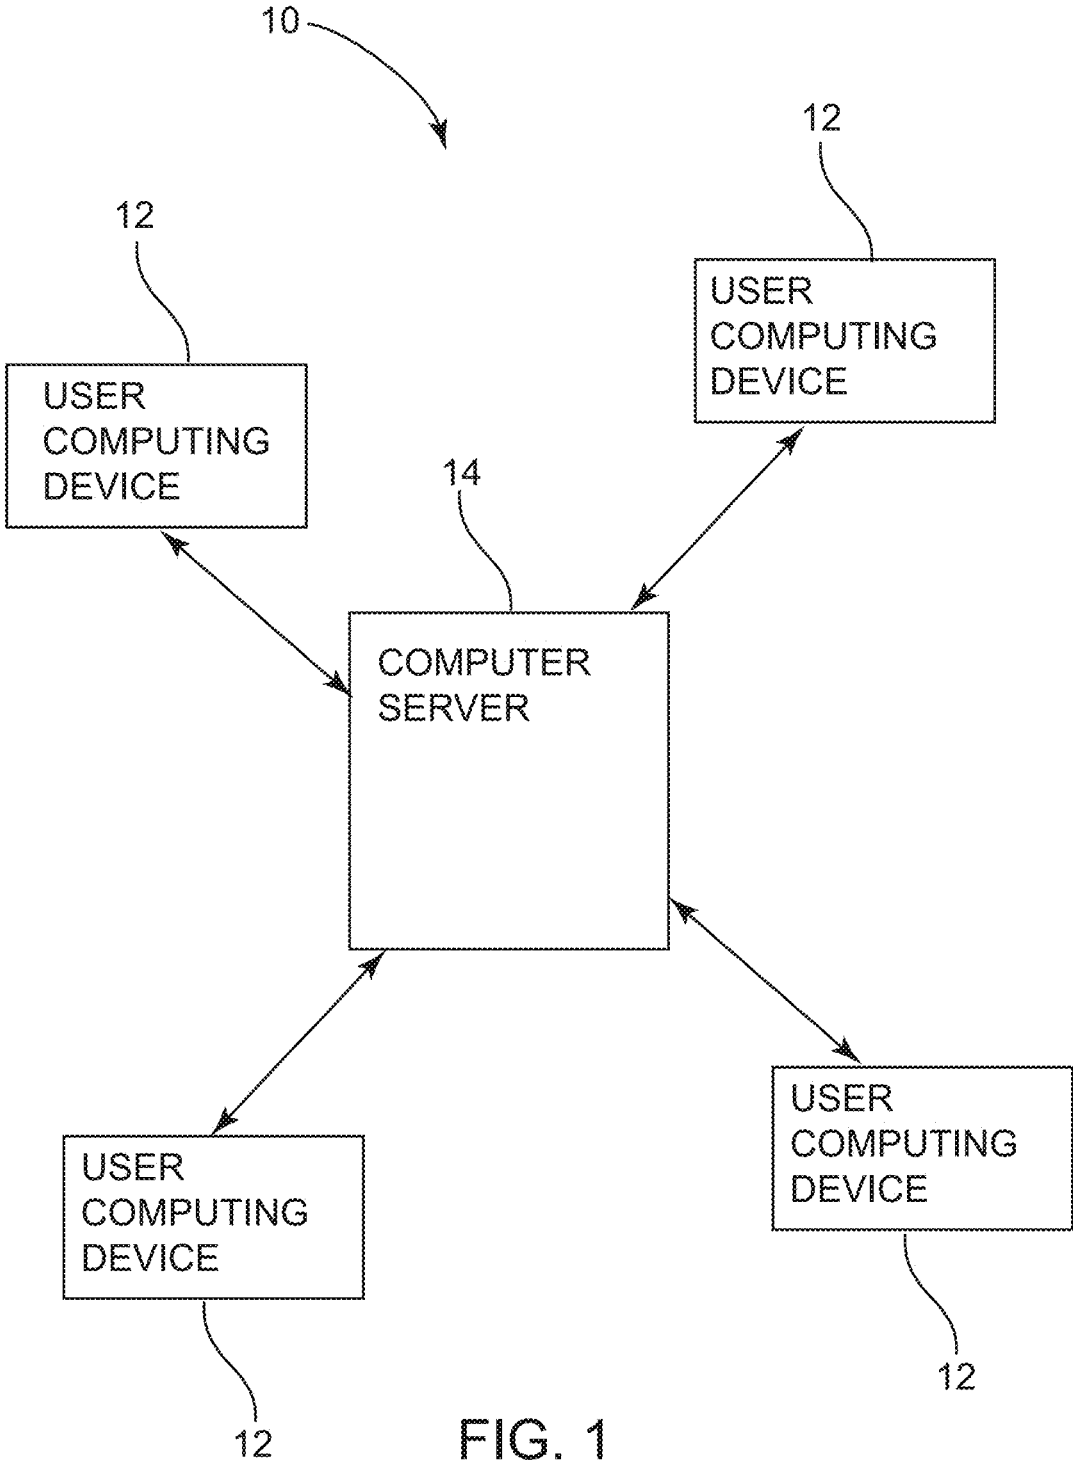 10
12
12
USER
COMPUTING
DEVICE
USER
COMPUTING
DEVICE
14
COMPUTER
SERVER
USER
COMPUTING
DEVICE
USER
COMPUTING
DEVICE
12
12
FIG. 1